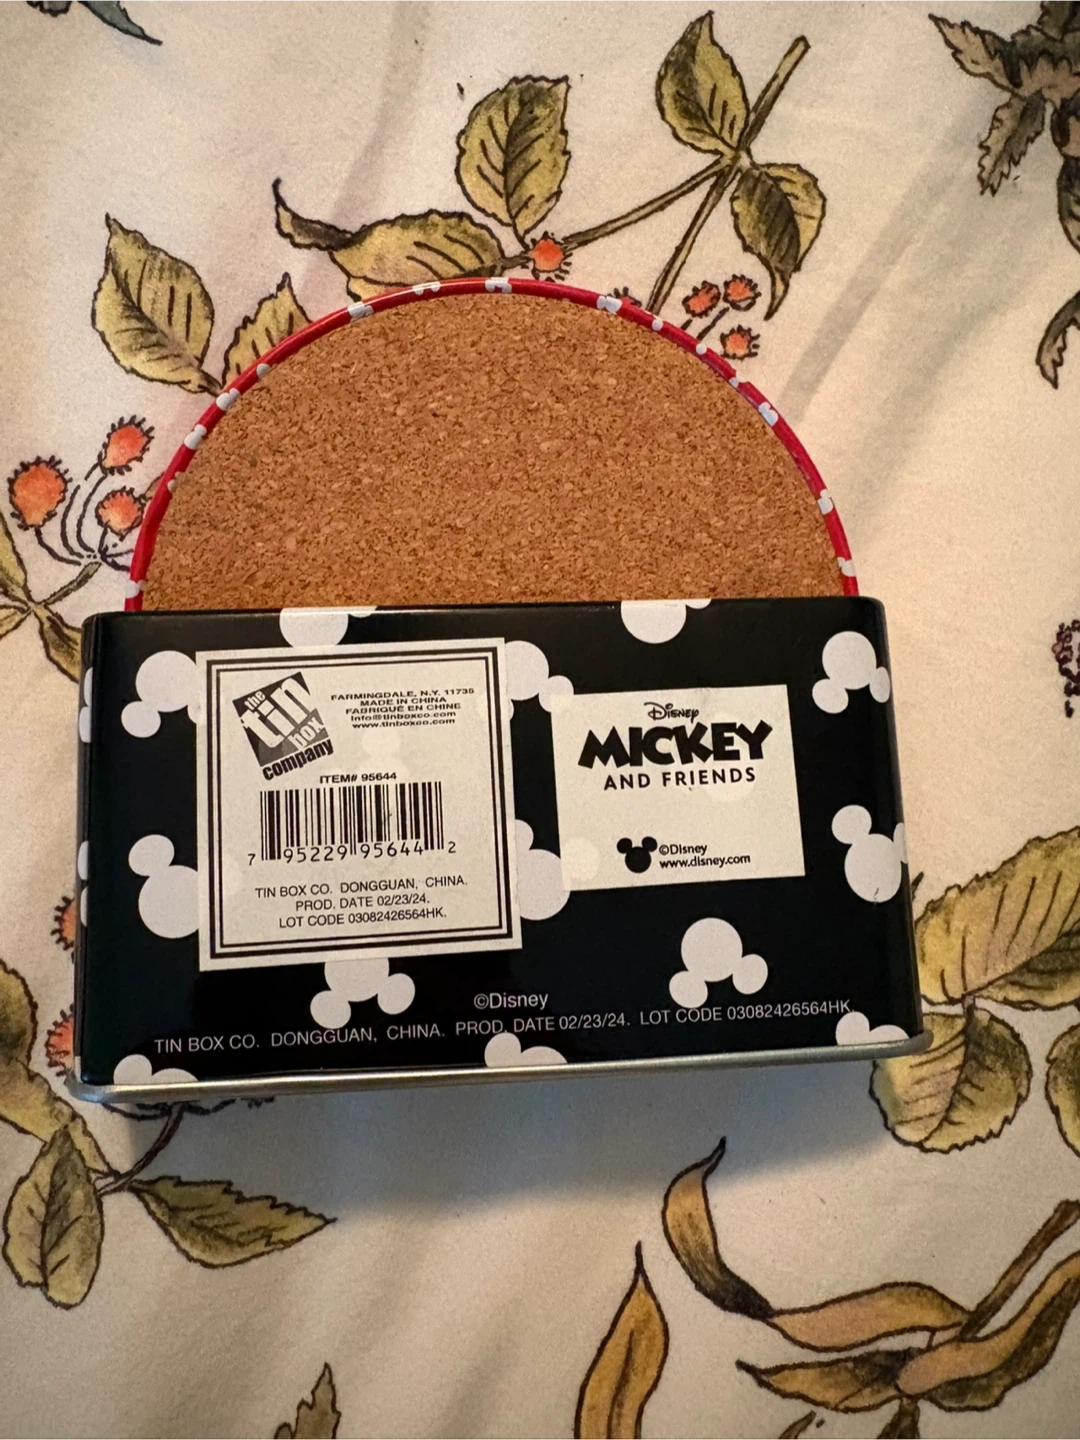 the
tin
box
company
FARMINGDALE, N.Y. 11735
MADE IN CHINA
FABRIQUÉ EN CHINE
Info@tinboxco.com
www.tinboxco.com
ITEM# 95644
7 95229 95644 2
TIN BOX CO. DONGGUAN, CHINA.
PROD. DATE 02/23/24.
LOT CODE 03082426564HK.
Disney
MICKEY
AND FRIENDS
©Disney
www.disney.com
©Disney
TIN BOX CO. DONGGUAN, CHINA. PROD. DATE 02/23/24. LOT CODE 03082426564HK.